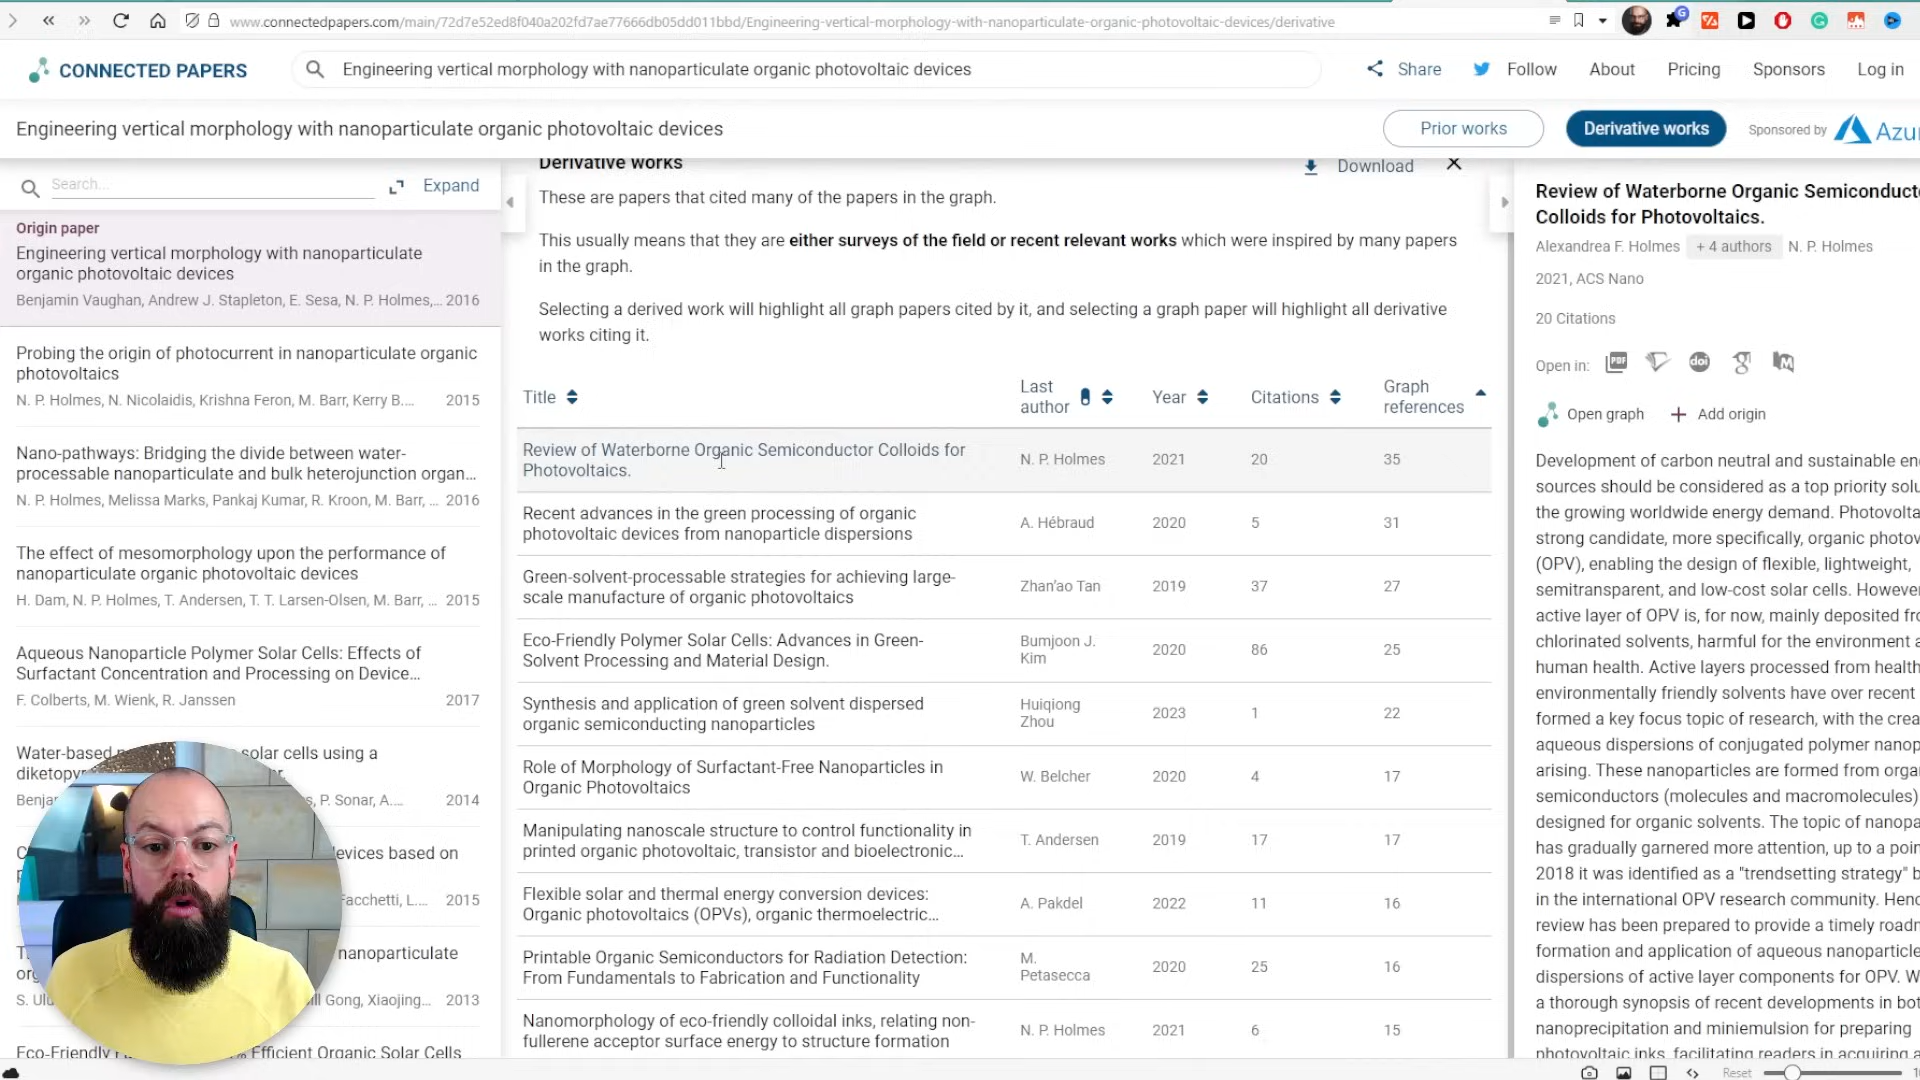 www.connectedpapers.com/main/72d7e52ed8f040a202fd7ae77666db05dd011bbd/Engineering-vertical-morphology-with-nanoparticulate-organic-photovoltaic-devices/derivative
CONNECTED PAPERS
Engineering vertical morphology with nanoparticulate organic photovoltaic devices
Share
Follow
About
Pricing
Sponsors
Log in
Engineering vertical morphology with nanoparticulate organic photovoltaic devices
Prior works
Derivative works
Sponsored by
Azur
Search...
Expand
Origin paper
Engineering vertical morphology with nanoparticulate
organic photovoltaic devices
Benjamin Vaughan, Andrew J. Stapleton, E. Sesa, N. P. Holmes,... 2016
Probing the origin of photocurrent in nanoparticulate organic
photovoltaics
N. P. Holmes, N. Nicolaidis, Krishna Feron, M. Barr, Kerry B.... 2015
Nano-pathways: Bridging the divide between water-
processable nanoparticulate and bulk heterojunction organ...
N. P. Holmes, Melissa Marks, Pankaj Kumar, R. Kroon, M. Barr, ... 2016
The effect of mesomorphology upon the performance of
nanoparticulate organic photovoltaic devices
H. Dam, N. P. Holmes, T. Andersen, T. T. Larsen-Olsen, M. Barr, ... 2015
Aqueous Nanoparticle Polymer Solar Cells: Effects of
Surfactant Concentration and Processing on Device...
F. Colberts, M. Wienk, R. Janssen 2017
Water-based solar cells using a
diketopy
Benja s, P. Sonar, A.... 2014
evices based on
Facchetti, L.... 2015
nanoparticulate
org
S. Ulu ill Gong, Xiaojing... 2013
Eco-Friendly Efficient Organic Solar Cells
Derivative works
Download
These are papers that cited many of the papers in the graph.
This usually means that they are either surveys of the field or recent relevant works which were inspired by many papers
in the graph.
Selecting a derived work will highlight all graph papers cited by it, and selecting a graph paper will highlight all derivative
works citing it.
Title Last author Year Citations Graph references
Review of Waterborne Organic Semiconductor Colloids for
Photovoltaics. N. P. Holmes 2021 20 35
Recent advances in the green processing of organic
photovoltaic devices from nanoparticle dispersions A. Hébraud 2020 5 31
Green-solvent-processable strategies for achieving large-
scale manufacture of organic photovoltaics Zhan'ao Tan 2019 37 27
Eco-Friendly Polymer Solar Cells: Advances in Green-
Solvent Processing and Material Design. Bumjoon J. Kim 2020 86 25
Synthesis and application of green solvent dispersed
organic semiconducting nanoparticles Huiqiong Zhou 2023 1 22
Role of Morphology of Surfactant-Free Nanoparticles in
Organic Photovoltaics W. Belcher 2020 4 17
Manipulating nanoscale structure to control functionality in
printed organic photovoltaic, transistor and bioelectronic... T. Andersen 2019 17 17
Flexible solar and thermal energy conversion devices:
Organic photovoltaics (OPVs), organic thermoelectric... A. Pakdel 2022 11 16
Printable Organic Semiconductors for Radiation Detection:
From Fundamentals to Fabrication and Functionality M. Petasecca 2020 25 16
Nanomorphology of eco-friendly colloidal inks, relating non-
fullerene acceptor surface energy to structure formation N. P. Holmes 2021 6 15
Review of Waterborne Organic Semiconducto
Colloids for Photovoltaics.
Alexandrea F. Holmes + 4 authors N. P. Holmes
2021, ACS Nano
20 Citations
Open in: PDF doi
Open graph
Add origin
Development of carbon neutral and sustainable en
sources should be considered as a top priority solu
the growing worldwide energy demand. Photovolta
strong candidate, more specifically, organic photov
(OPV), enabling the design of flexible, lightweight,
semitransparent, and low-cost solar cells. However
active layer of OPV is, for now, mainly deposited fro
chlorinated solvents, harmful for the environment a
human health. Active layers processed from health
environmentally friendly solvents have over recent
formed a key focus topic of research, with the crea
aqueous dispersions of conjugated polymer nanop
arising. These nanoparticles are formed from orga
semiconductors (molecules and macromolecules)
designed for organic solvents. The topic of nanopa
has gradually garnered more attention, up to a poin
2018 it was identified as a "trendsetting strategy" b
in the international OPV research community. Henc
review has been prepared to provide a timely roadn
formation and application of aqueous nanoparticle
dispersions of active layer components for OPV. W
a thorough synopsis of recent developments in bot
nanoprecipitation and miniemulsion for preparing
photovoltaic inks, facilitating readers in acquiring a
Reset